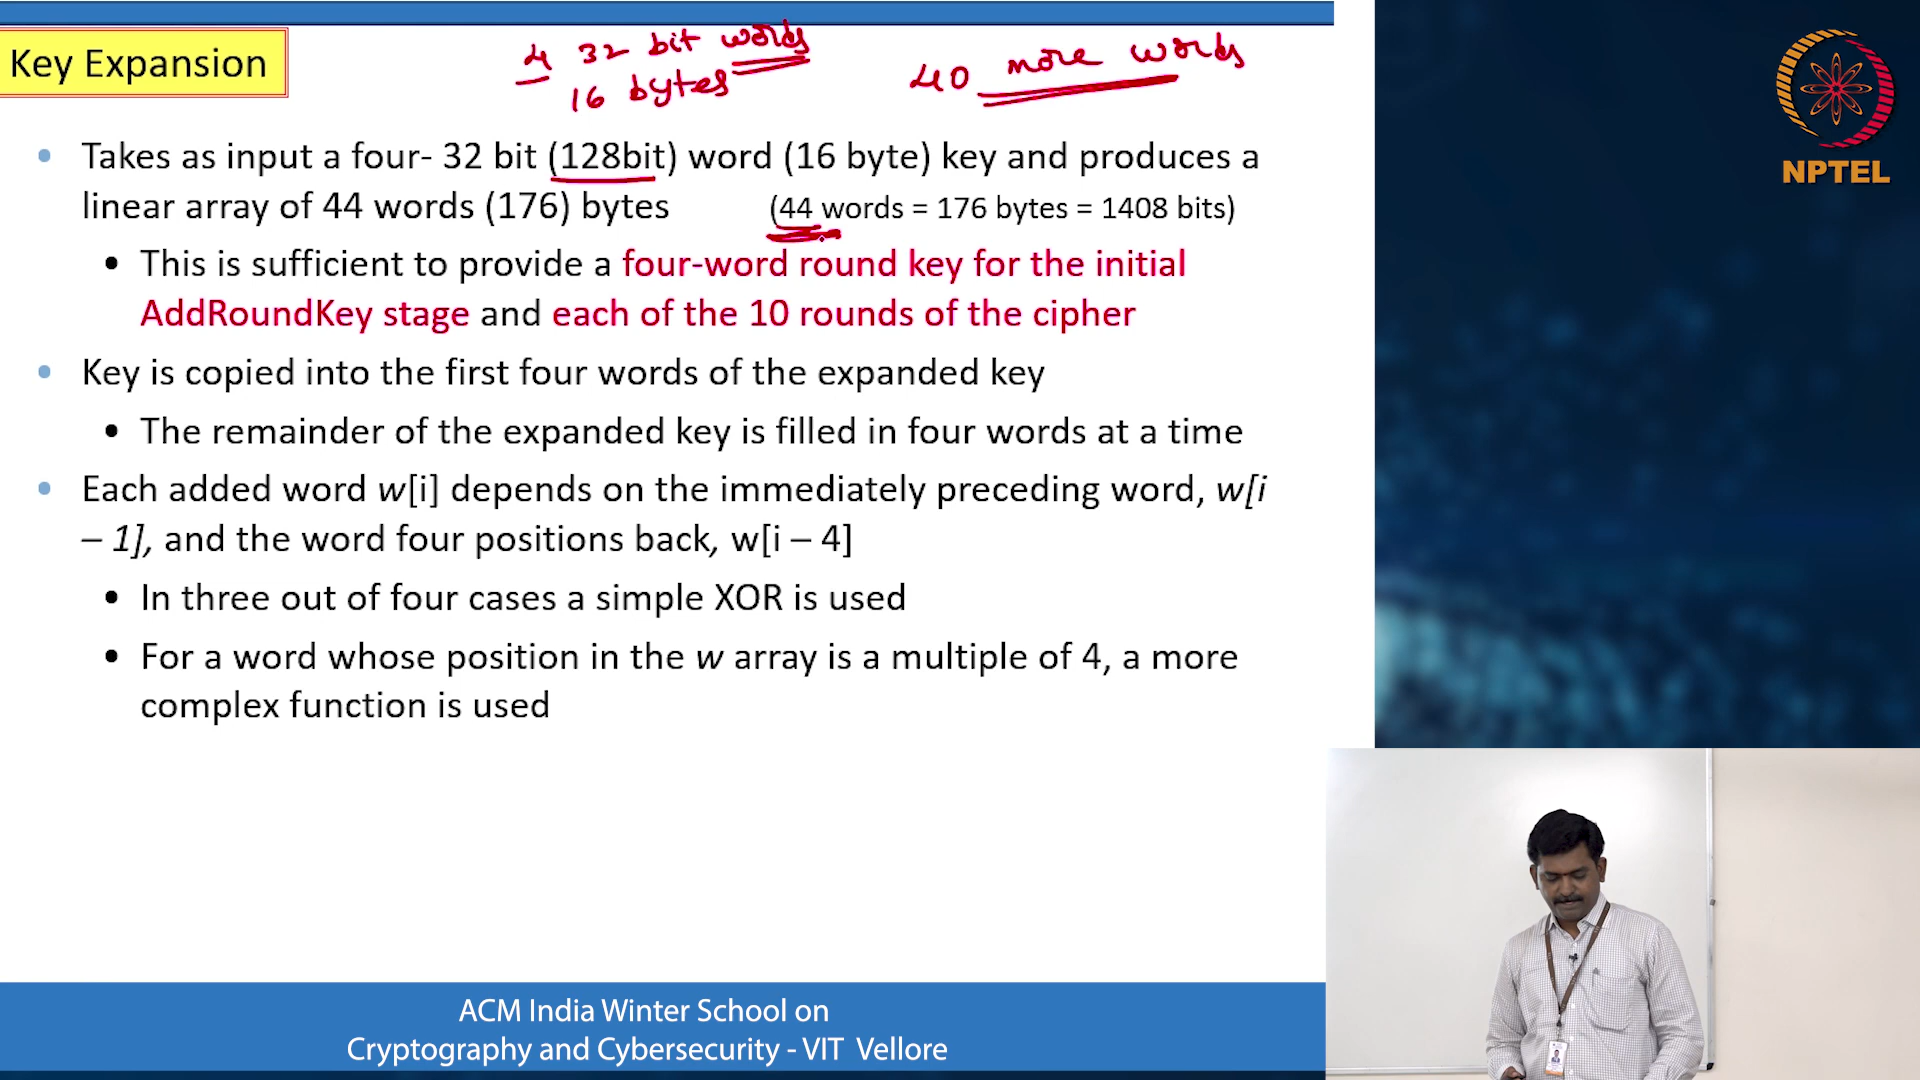 Key Expansion
4 32 bit words
16 bytes
40 more words
NPTEL
• Takes as input a four- 32 bit (128bit) word (16 byte) key and produces a
linear array of 44 words (176) bytes (44 words = 176 bytes = 1408 bits)
• This is sufficient to provide a four-word round key for the initial
AddRoundKey stage and each of the 10 rounds of the cipher
• Key is copied into the first four words of the expanded key
• The remainder of the expanded key is filled in four words at a time
• Each added word w[i] depends on the immediately preceding word, w[i
– 1], and the word four positions back, w[i – 4]
• In three out of four cases a simple XOR is used
• For a word whose position in the w array is a multiple of 4, a more
complex function is used
ACM India Winter School on
Cryptography and Cybersecurity - VIT Vellore